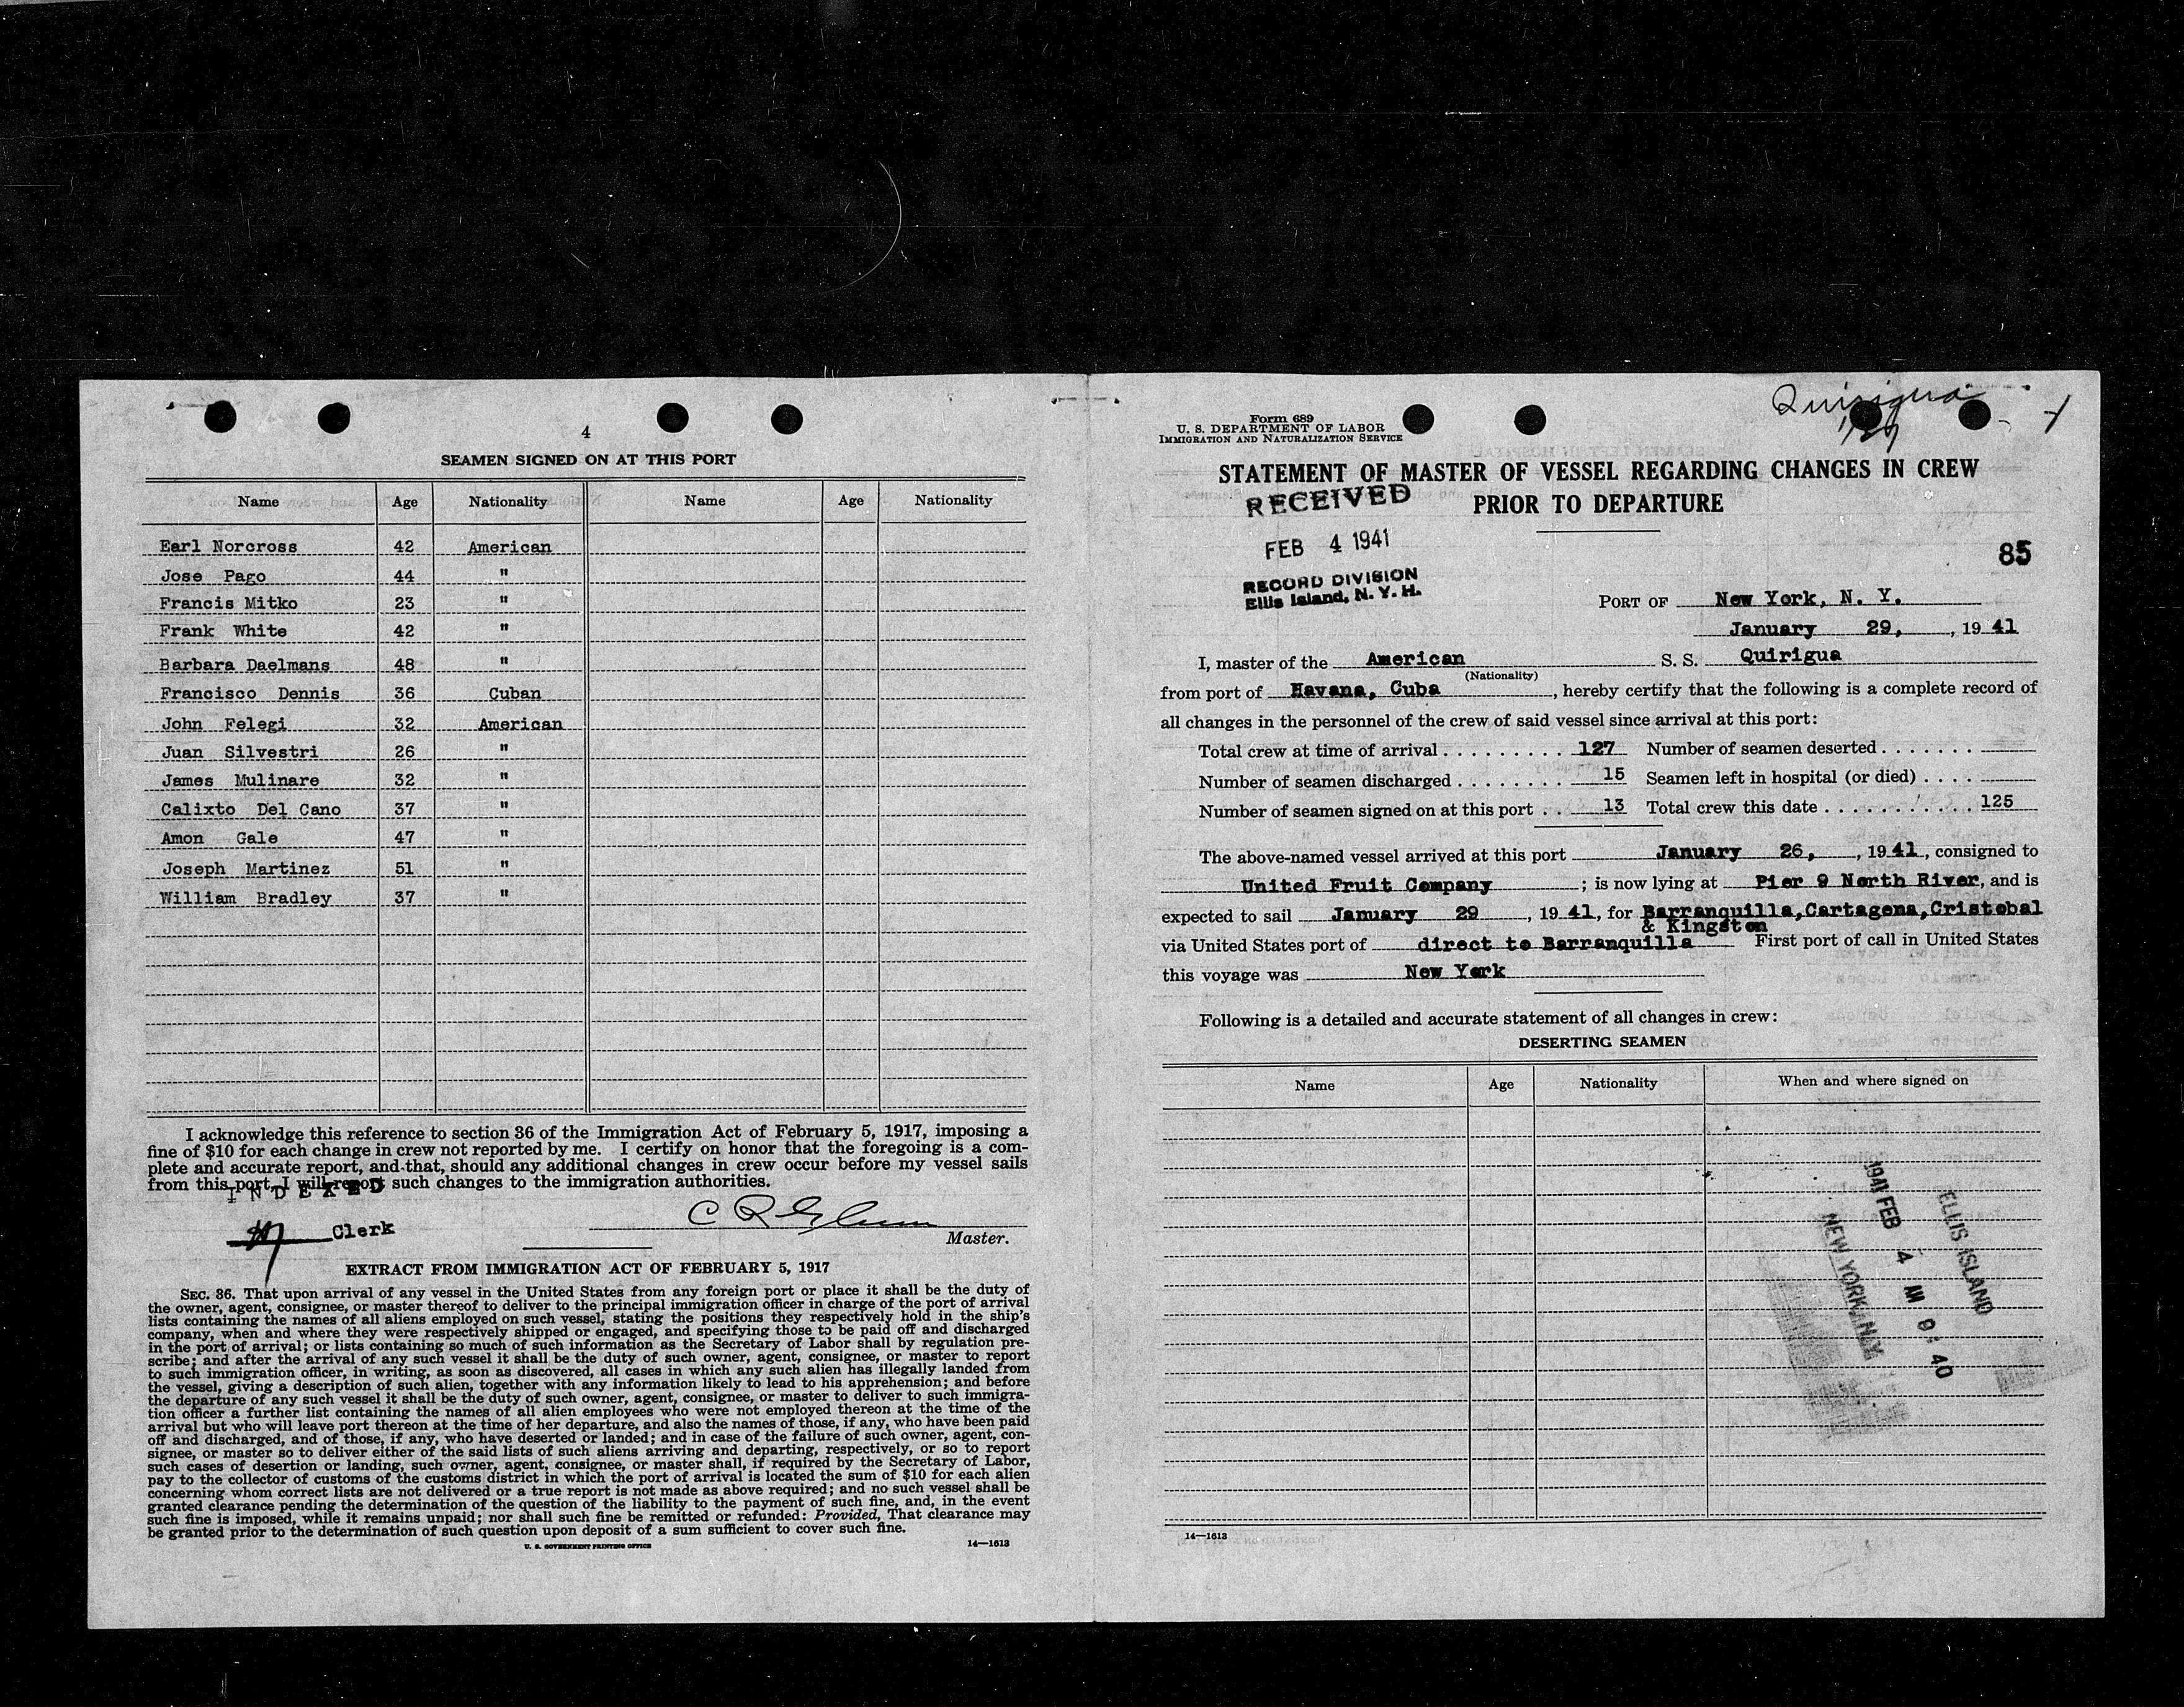 4
SEAMEN SIGNED ON AT THIS PORT
Name Age Nationality Name Age Nationality
Earl Norcross 42 American
Jose Pago 44 "
Francis Mitko 23 "
Frank White 42 "
Barbara Daelmans 48 "
Francisco Dennis 36 Cuban
John Felegi 32 American
Juan Silvestri 26 "
James Mulinare 32 "
Calixto Del Cano 37 "
Amon Gale 47 "
Joseph Martinez 51 "
William Bradley 37 "
I acknowledge this reference to section 36 of the Immigration Act of February 5, 1917, imposing a
fine of $10 for each change in crew not reported by me. I certify on honor that the foregoing is a com-
plete and accurate report, and that, should any additional changes in crew occur before my vessel sails
from this port, I will report such changes to the immigration authorities.
INDEXED
Clerk
Master.
EXTRACT FROM IMMIGRATION ACT OF FEBRUARY 5, 1917
SEC. 36. That upon arrival of any vessel in the United States from any foreign port or place it shall be the duty of
the owner, agent, consignee, or master thereof to deliver to the principal immigration officer in charge of the port of arrival
lists containing the names of all aliens employed on such vessel, stating the positions they respectively hold in the ship's
company, when and where they were respectively shipped or engaged, and specifying those to be paid off and discharged
in the port of arrival; or lists containing so much of such information as the Secretary of Labor shall by regulation pre-
scribe; and after the arrival of any such vessel it shall be the duty of such owner, agent, consignee, or master to report
to such immigration officer, in writing, as soon as discovered, all cases in which any such alien has illegally landed from
the vessel, giving a description of such alien, together with any information likely to lead to his apprehension; and before
the departure of any such vessel it shall be the duty of such owner, agent, consignee, or master to deliver to such immigra-
tion officer a further list containing the names of all alien employees who were not employed thereon at the time of the
arrival but who will leave port thereon at the time of her departure, and also the names of those, if any, who have been paid
off and discharged, and of those, if any, who have deserted or landed; and in case of the failure of such owner, agent, con-
signee, or master so to deliver either of the said lists of such aliens arriving and departing, respectively, or so to report
such cases of desertion or landing, such owner, agent, consignee, or master shall, if required by the Secretary of Labor,
pay to the collector of customs of the customs district in which the port of arrival is located the sum of $10 for each alien
concerning whom correct lists are not delivered or a true report is not made as above required; and no such vessel shall be
granted clearance pending the determination of the question of the liability to the payment of such fine, and, in the event
such fine is imposed, while it remains unpaid; nor shall such fine be remitted or refunded: Provided, That clearance may
be granted prior to the determination of such question upon deposit of a sum sufficient to cover such fine.
U. S. GOVERNMENT PRINTING OFFICE 14—1613
Quirigua
1/29
Form 689
U. S. DEPARTMENT OF LABOR
IMMIGRATION AND NATURALIZATION SERVICE
STATEMENT OF MASTER OF VESSEL REGARDING CHANGES IN CREW
PRIOR TO DEPARTURE
RECEIVED
FEB 4 1941
RECORD DIVISION
Ellis Island, N. Y. H.
85
PORT OF New York, N. Y.
January 29, , 19 41
I, master of the American S. S. Quirigua
(Nationality)
from port of Havana, Cuba , hereby certify that the following is a complete record of
all changes in the personnel of the crew of said vessel since arrival at this port:
Total crew at time of arrival . . . . . . . . . 127 Number of seamen deserted . . . . . . .
Number of seamen discharged . . . . . . . . 15 Seamen left in hospital (or died) . . . .
Number of seamen signed on at this port . . 13 Total crew this date . . . . . . . . . . . 125
The above-named vessel arrived at this port January 26, , 19 41, consigned to
United Fruit Company ; is now lying at Pier 9 North River, and is
expected to sail January 29 , 19 41, for Barranquilla,Cartagena,Cristobal
& Kingston
via United States port of direct to Barranquilla First port of call in United States
this voyage was New York
Following is a detailed and accurate statement of all changes in crew:
DESERTING SEAMEN
Name Age Nationality When and where signed on
ELLIS ISLAND
1941 FEB 4 AM 9:40
NEW YORK, N.Y.
14—1613